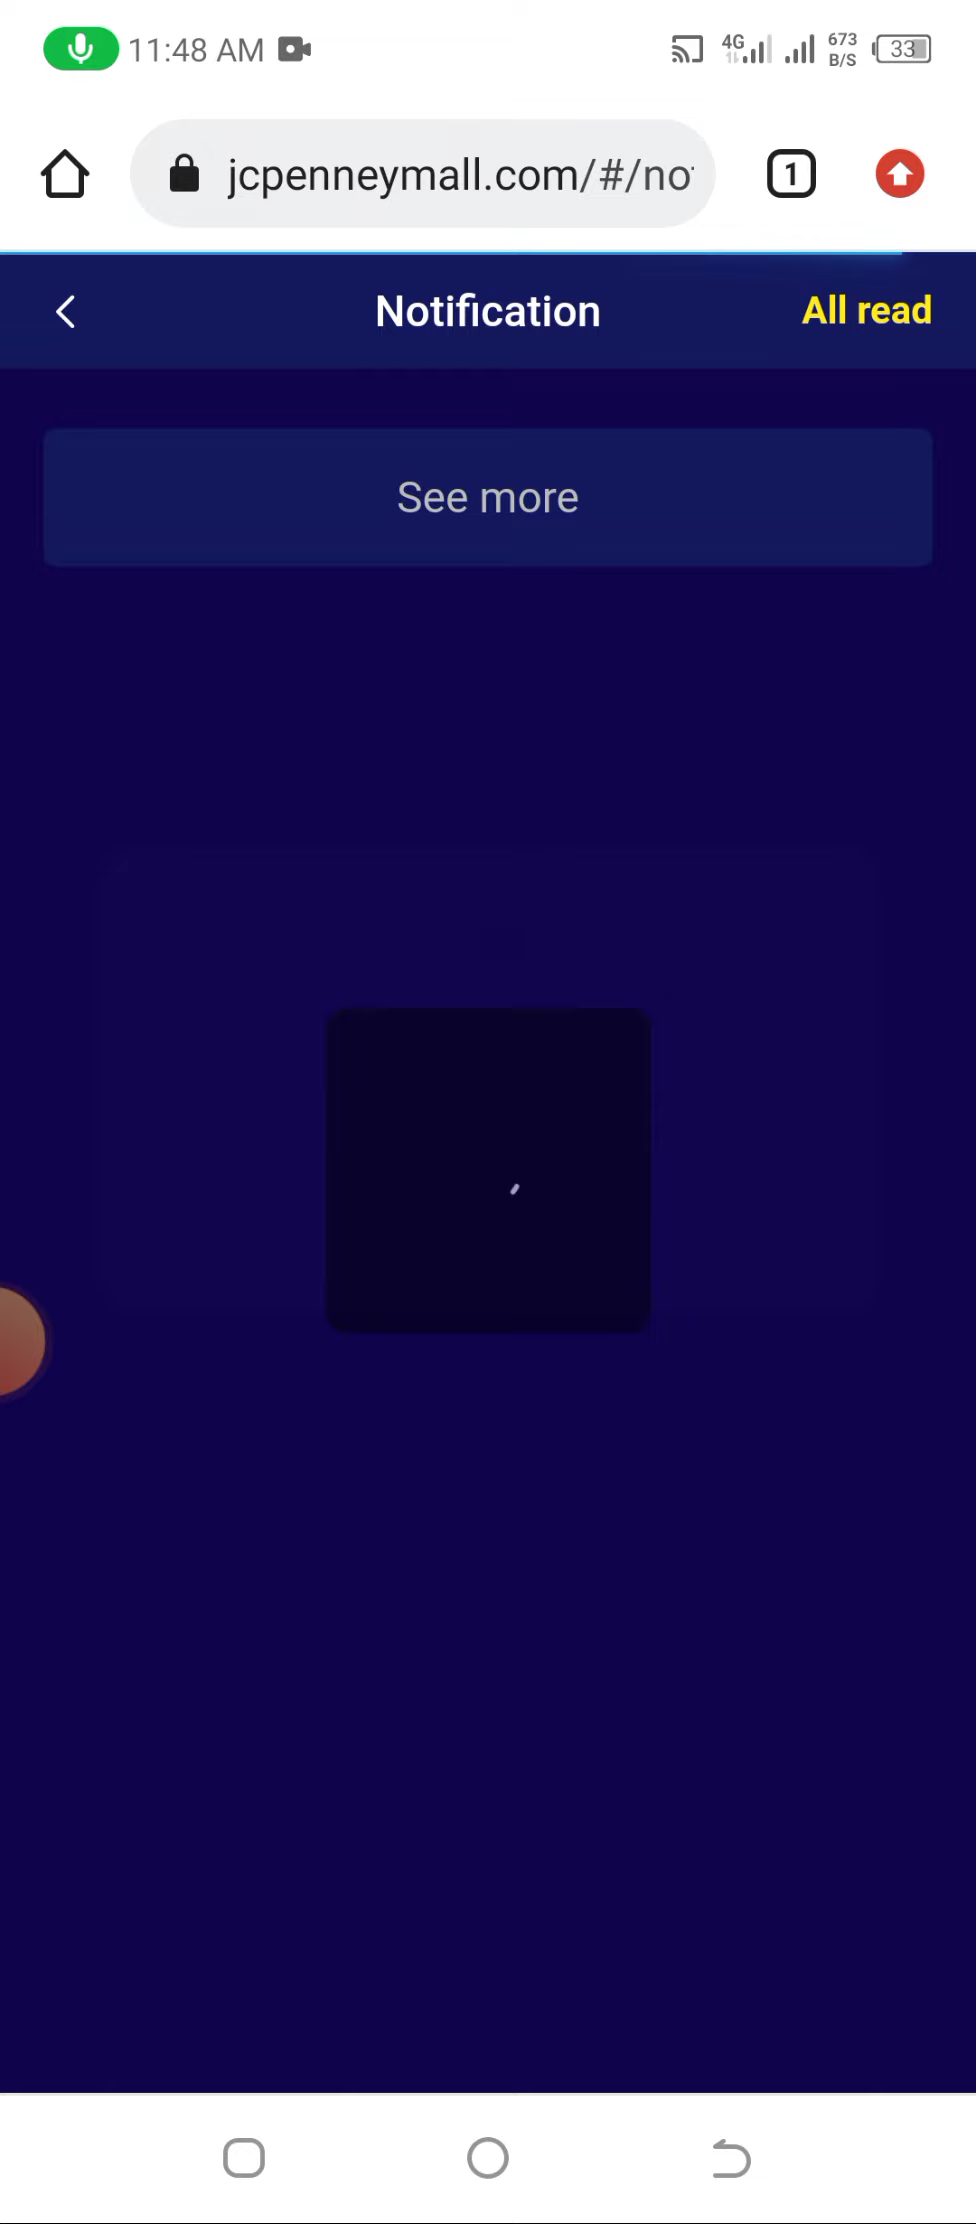 11:48 AM
4G
673
B/S
33
jcpenneymall.com/#/no
1
Notification
All read
See more